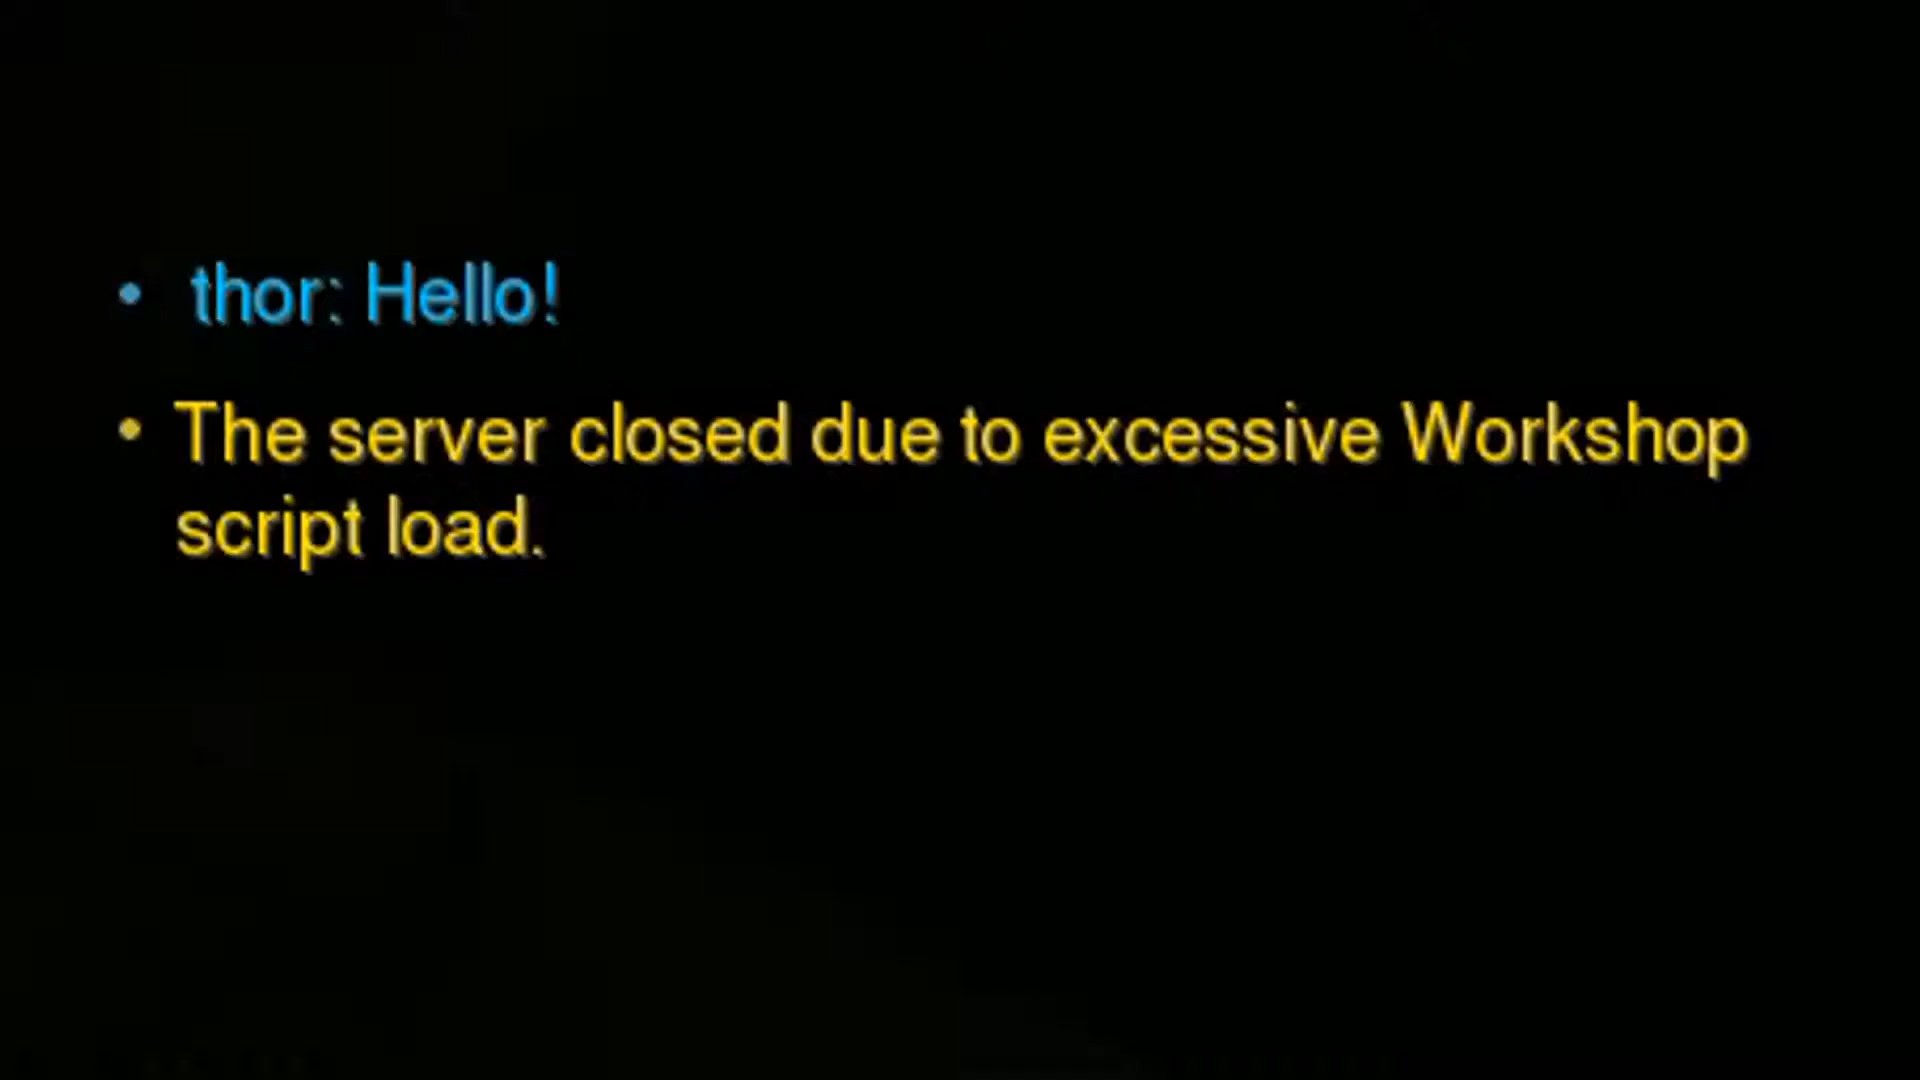 • thor: Hello!
• The server closed due to excessive Workshop
script load.